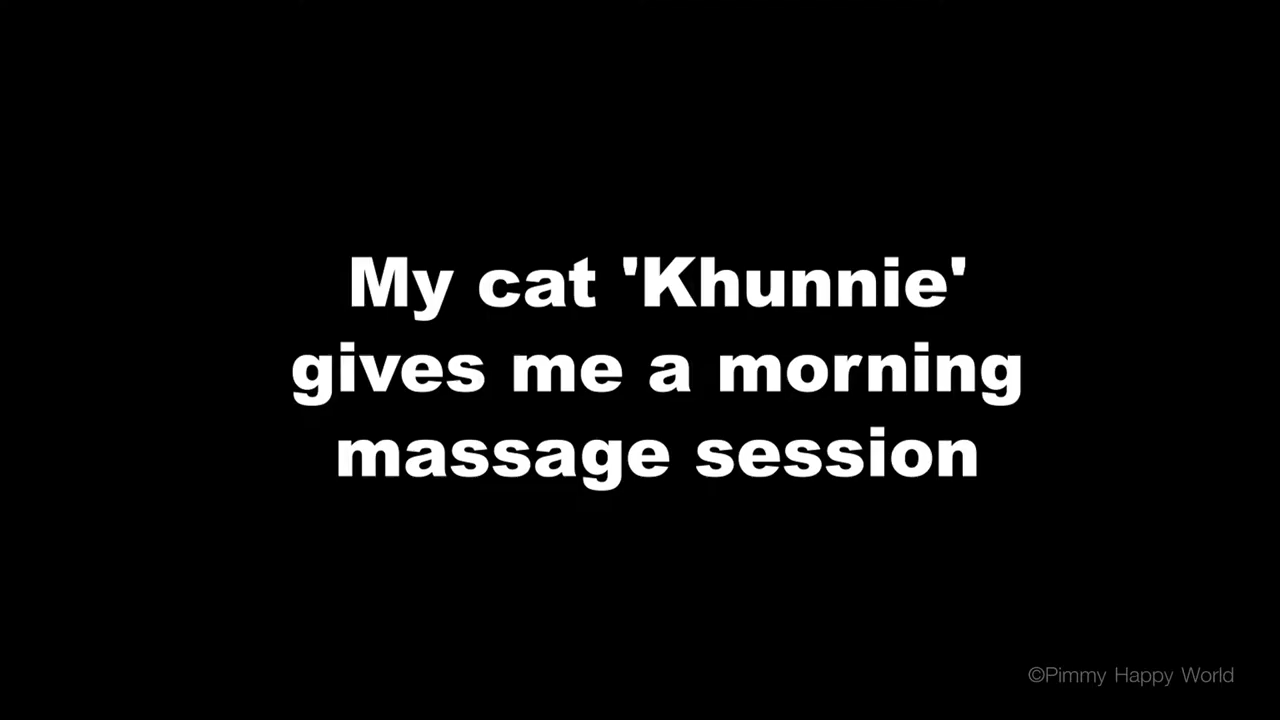 My cat 'Khunnie'
gives me a morning
massage session
©Pimmy Happy World